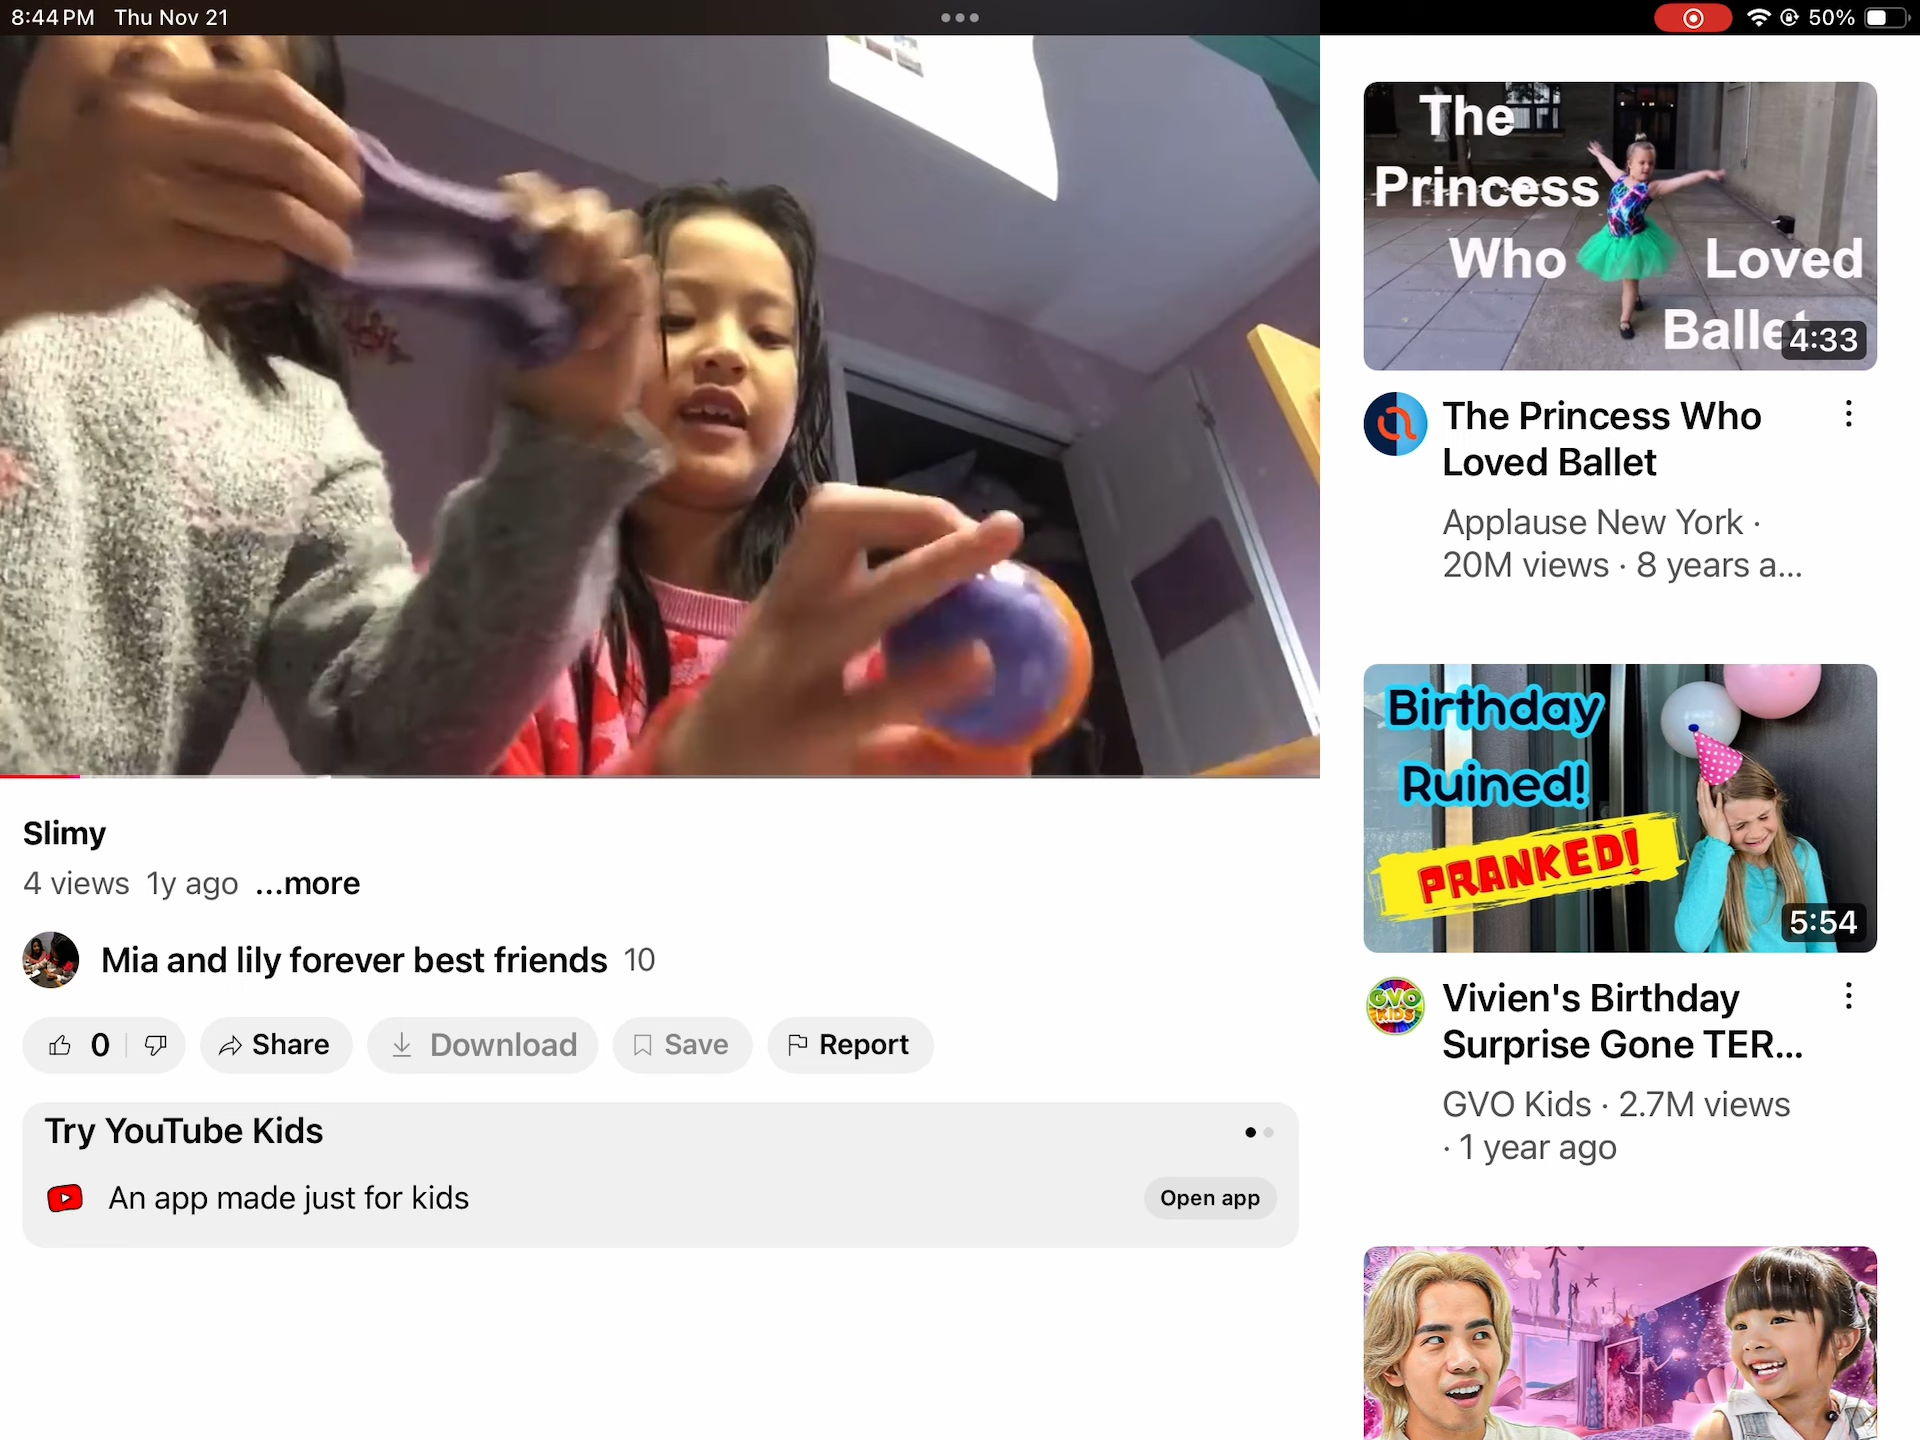 8:44 PM Thu Nov 21
50%
Slimy
4 views 1y ago ...more
Mia and lily forever best friends 10
0
Share
Download
Save
Report
Try YouTube Kids
An app made just for kids
Open app
The
Princess
Who Loved
Ballet
4:33
The Princess Who
Loved Ballet
Applause New York ·
20M views · 8 years a...
Birthday
Ruined!
PRANKED!
5:54
GVO
KIDS
Vivien's Birthday
Surprise Gone TER...
GVO Kids · 2.7M views
· 1 year ago